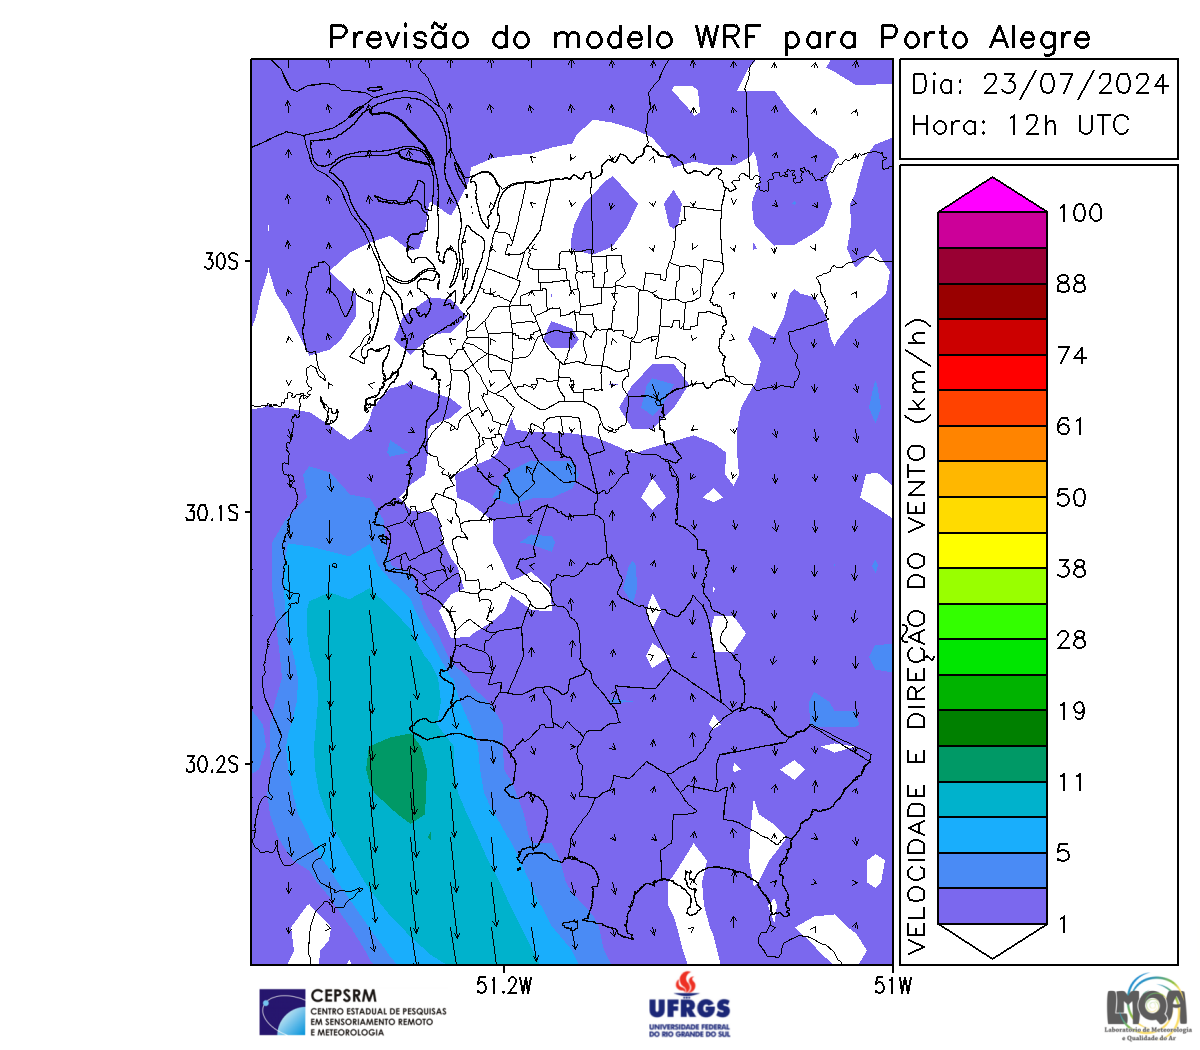 Previsão do modelo WRF para Porto Alegre
Dia: 23/07/2024
Hora: 12h UTC
30S
30.1S
30.2S
51.2W
51W
VELOCIDADE E DIREÇÃO DO VENTO (km/h)
100
88
74
61
50
38
28
19
11
5
1
CEPSRM
CENTRO ESTADUAL DE PESQUISAS
EM SENSORIAMENTO REMOTO
E METEOROLOGIA
UFRGS
UNIVERSIDADE FEDERAL
DO RIO GRANDE DO SUL
LMQA
Laboratório de Meteorologia
e Qualidade do Ar